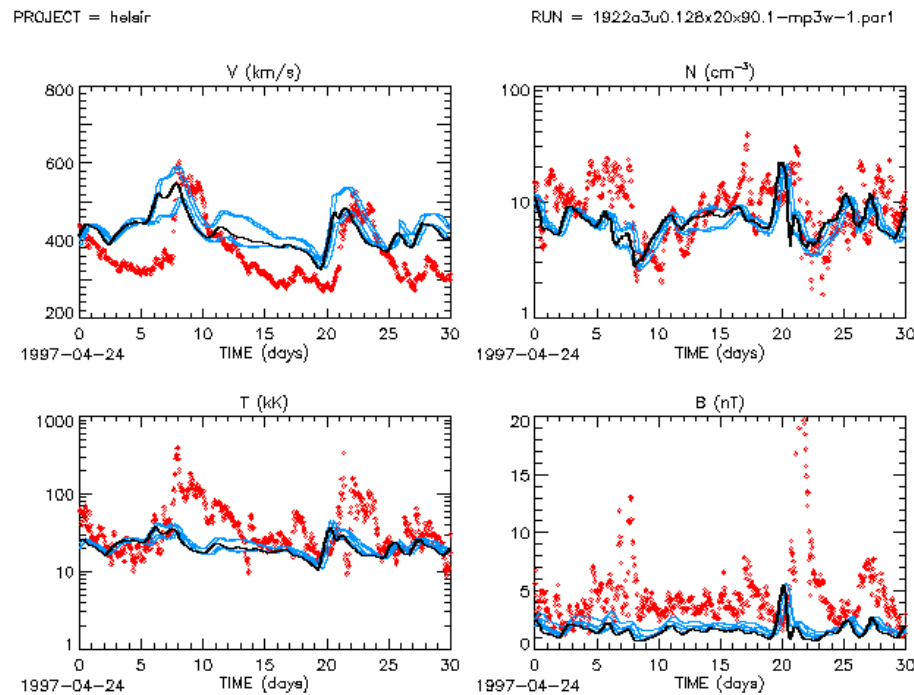 PROJECT = helsir
RUN = 1922a3u0.128x20x90.1-mp3w-1.par1
V (km/s)
800
600
400
200
0 5 10 15 20 25 30
1997-04-24
TIME (days)
N (cm⁻³)
100
10
1
0 5 10 15 20 25 30
1997-04-24
TIME (days)
T (kK)
1000
100
10
1
0 5 10 15 20 25 30
1997-04-24
TIME (days)
B (nT)
20
15
10
5
0
0 5 10 15 20 25 30
1997-04-24
TIME (days)